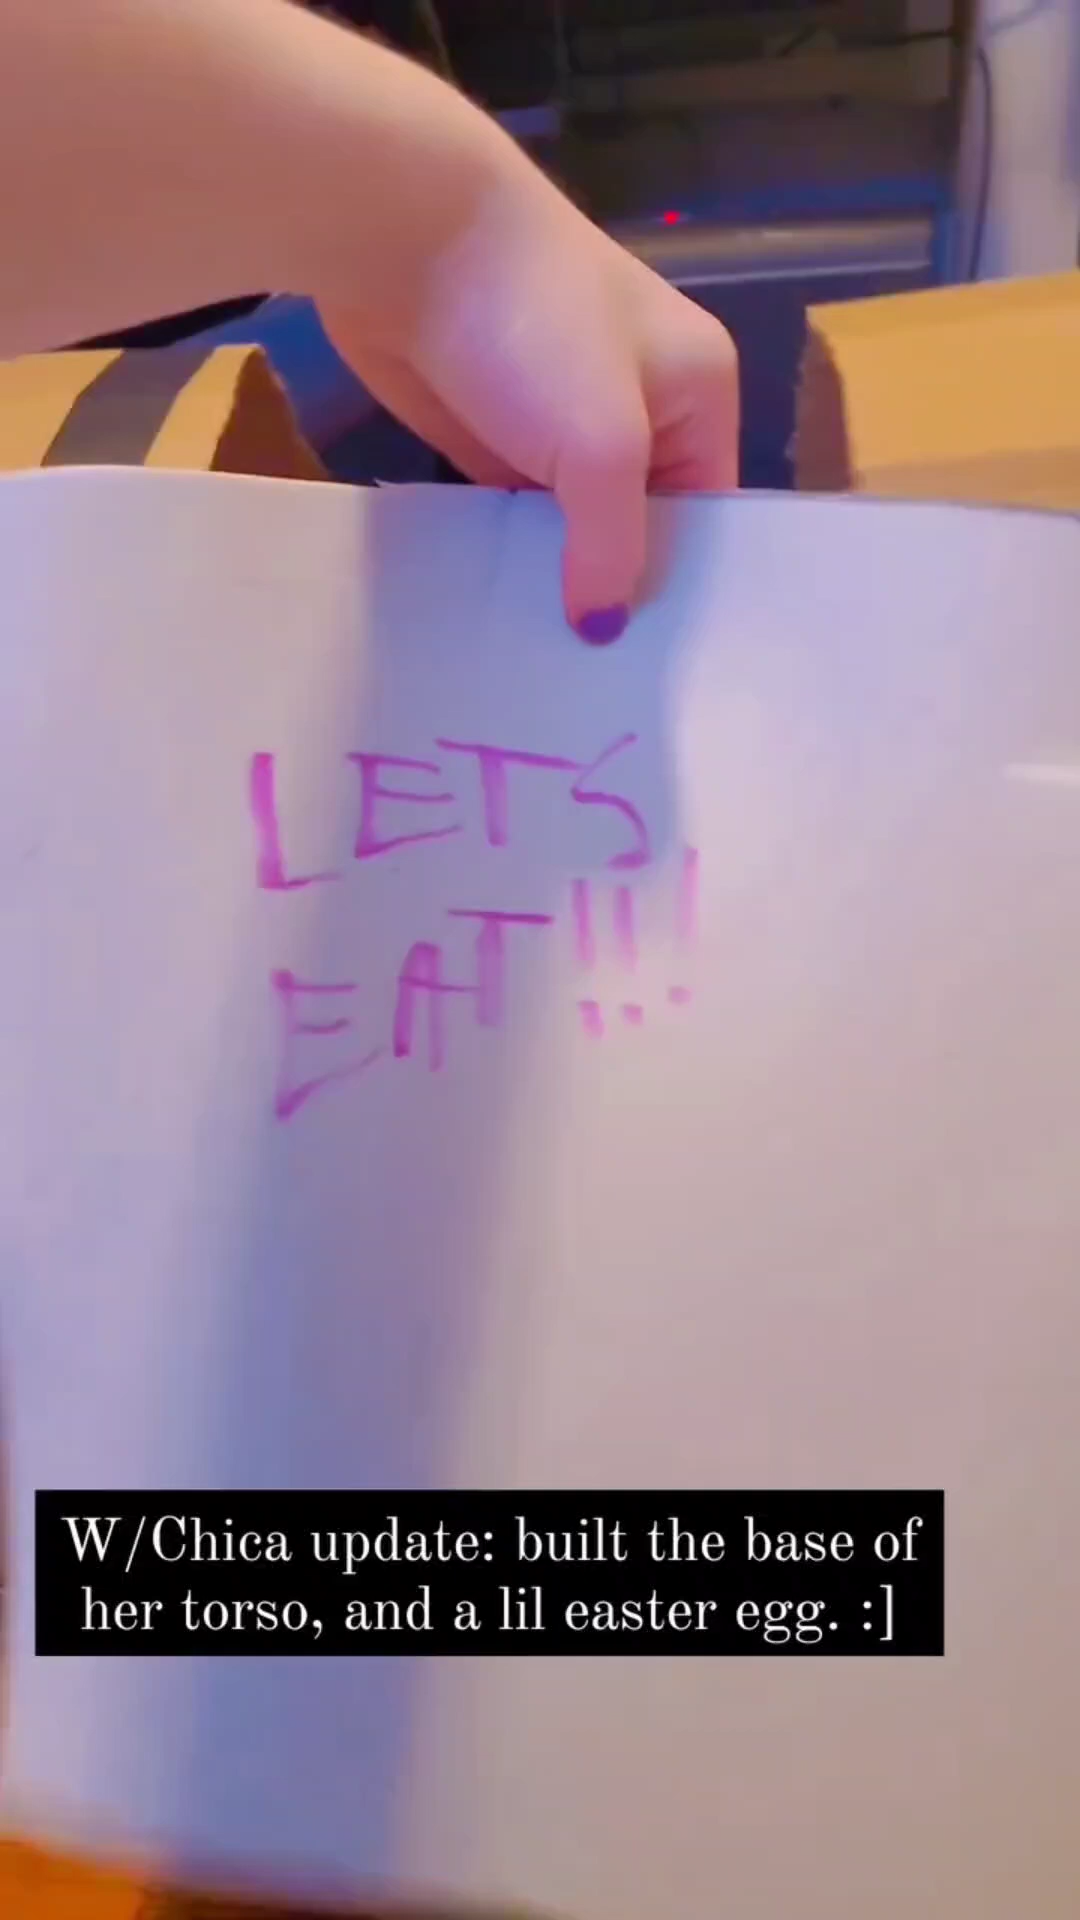 LETS
EAT!!!
W/Chica update: built the base of
her torso, and a lil easter egg. :]